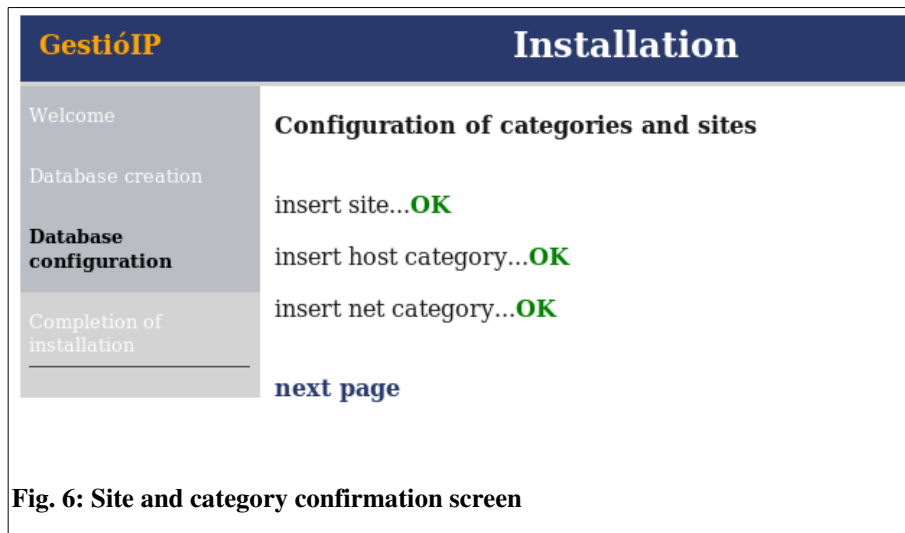 GestióIP
Installation
Welcome
Database creation
Database
configuration
Completion of
installation
Configuration of categories and sites
insert site...OK
insert host category...OK
insert net category...OK
next page
Fig. 6: Site and category confirmation screen